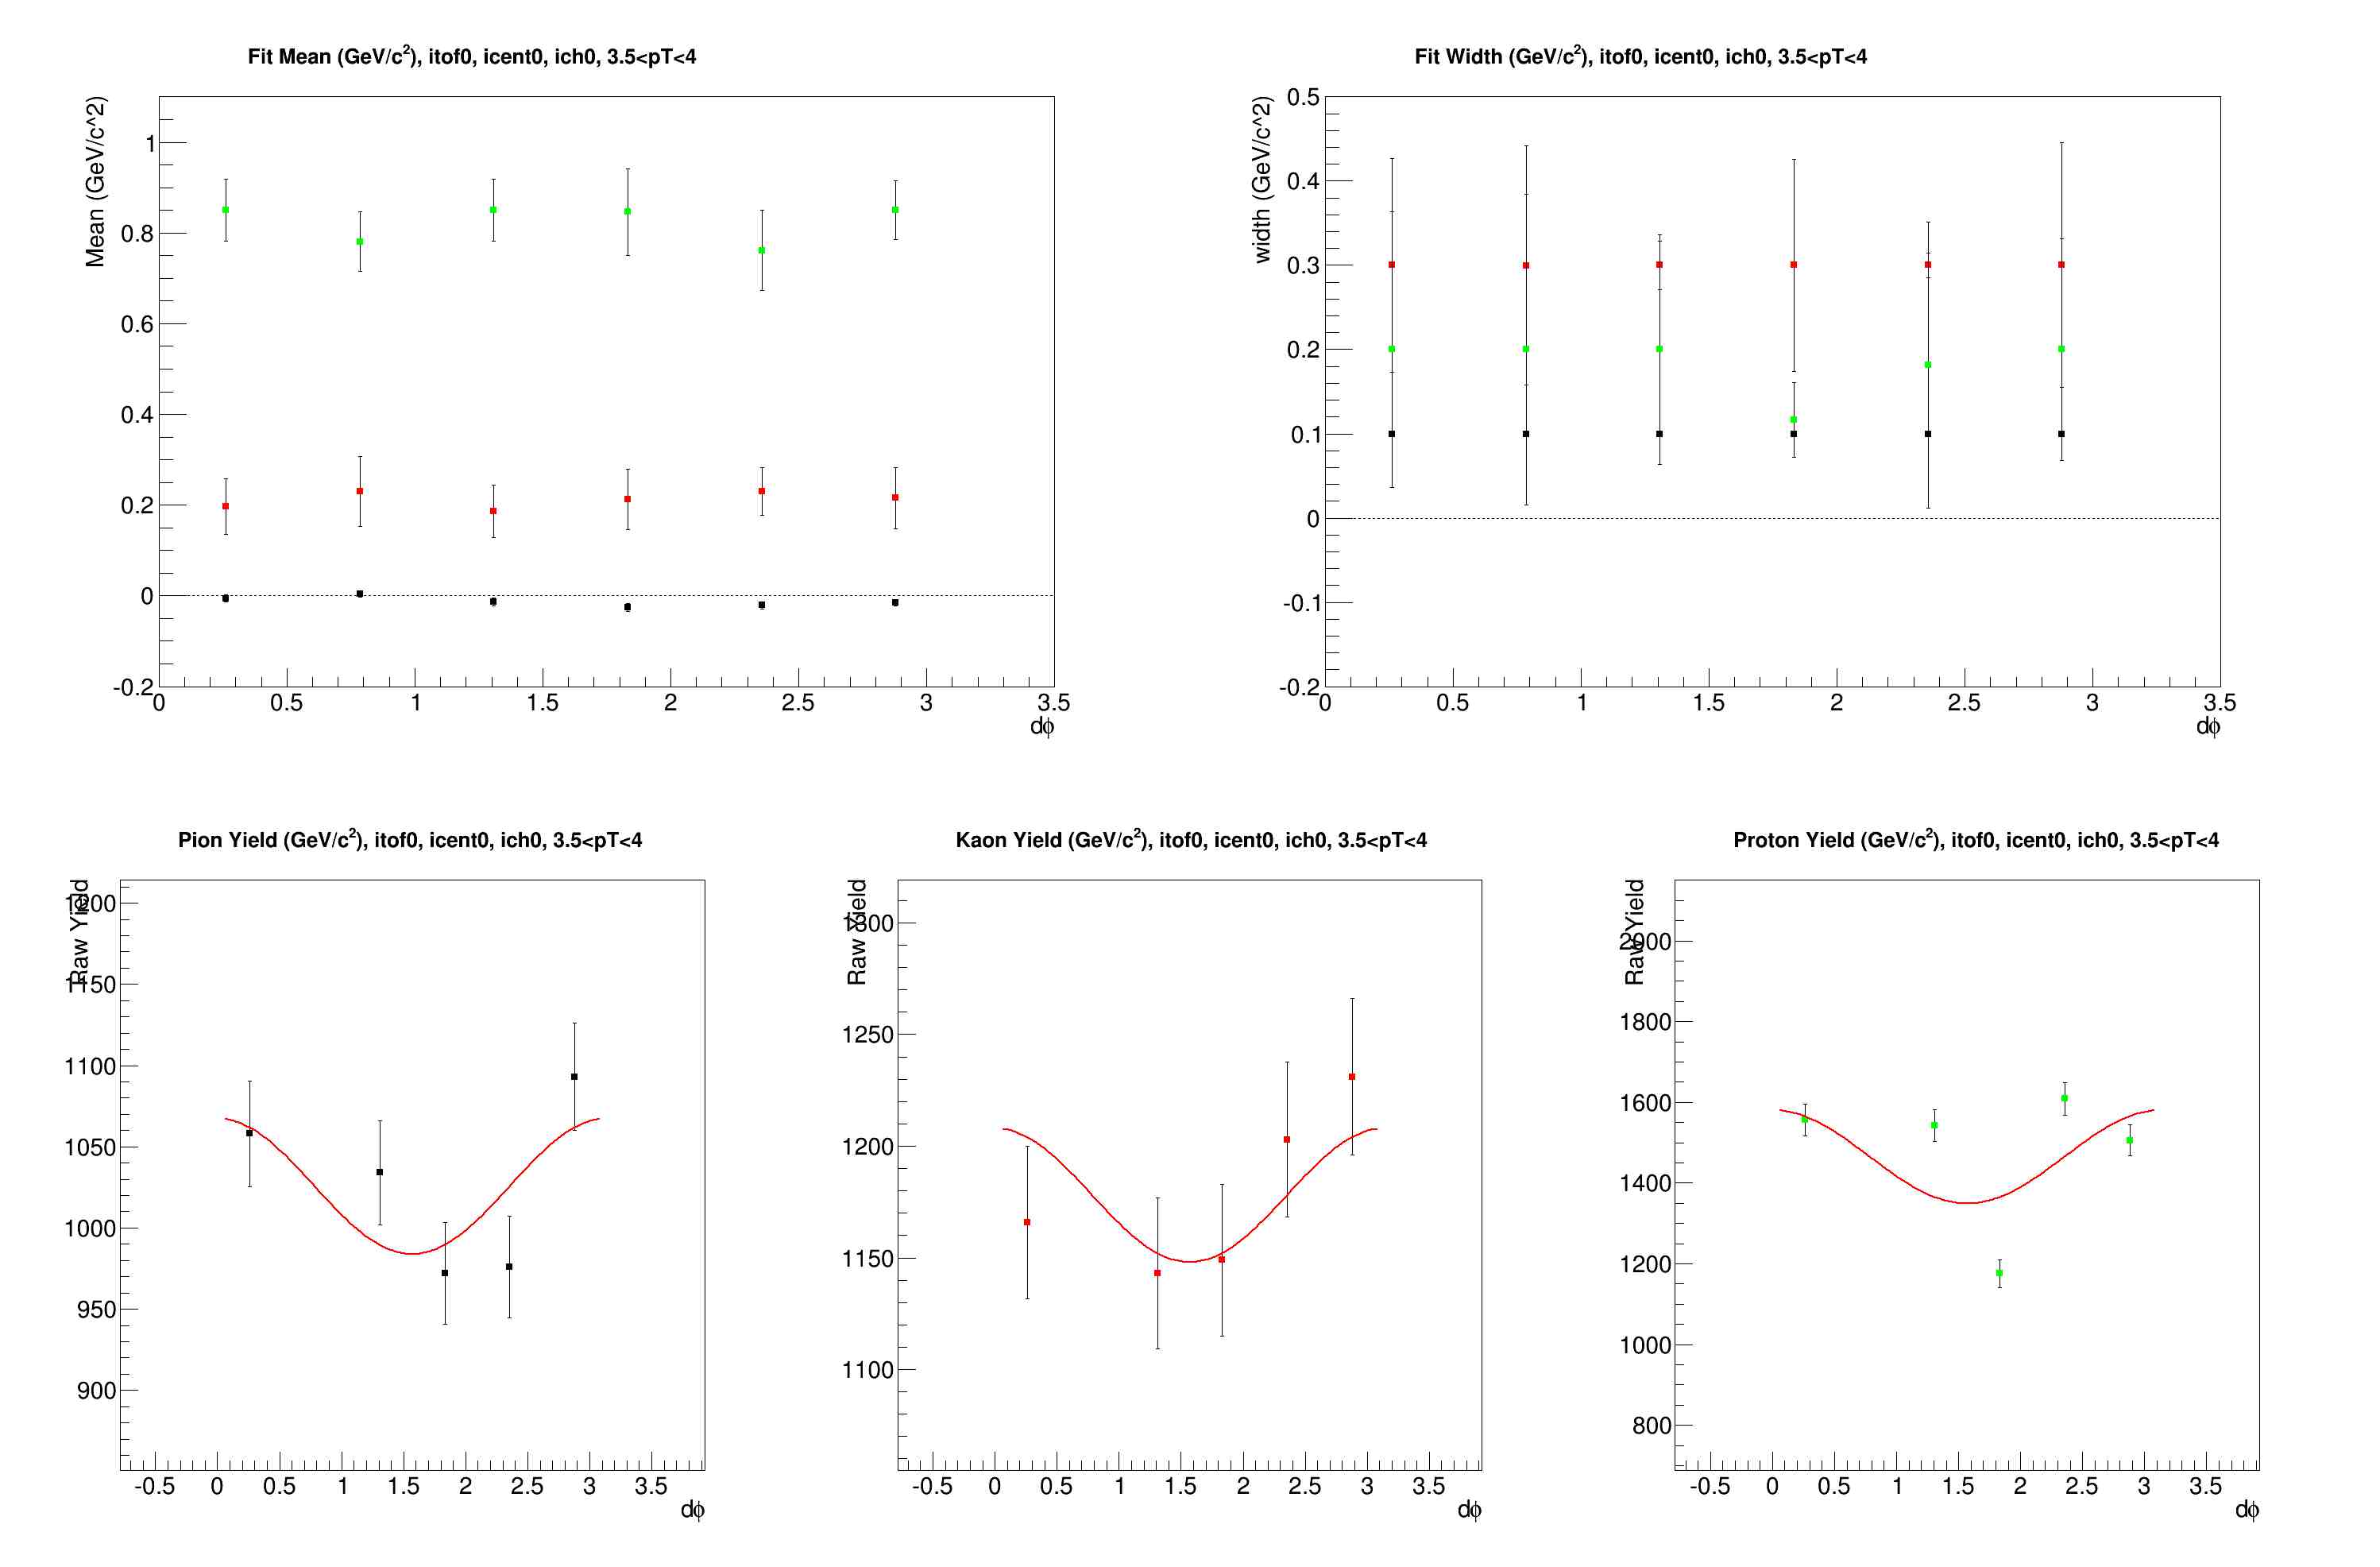 Fit Mean (GeV/c²), itof0, icent0, ich0, 3.5<pT<4
Mean (GeV/c^2)
1
0.8
0.6
0.4
0.2
0
-0.2
0 0.5 1 1.5 2 2.5 3 3.5
dϕ
Fit Width (GeV/c²), itof0, icent0, ich0, 3.5<pT<4
width (GeV/c^2)
0.5
0.4
0.3
0.2
0.1
0
-0.1
-0.2
0 0.5 1 1.5 2 2.5 3 3.5
dϕ
Pion Yield (GeV/c²), itof0, icent0, ich0, 3.5<pT<4
Raw Yield
1200
1150
1100
1050
1000
950
900
-0.5 0 0.5 1 1.5 2 2.5 3 3.5
dϕ
Kaon Yield (GeV/c²), itof0, icent0, ich0, 3.5<pT<4
Raw Yield
1300
1250
1200
1150
1100
-0.5 0 0.5 1 1.5 2 2.5 3 3.5
dϕ
Proton Yield (GeV/c²), itof0, icent0, ich0, 3.5<pT<4
Raw Yield
2000
1800
1600
1400
1200
1000
800
-0.5 0 0.5 1 1.5 2 2.5 3 3.5
dϕ